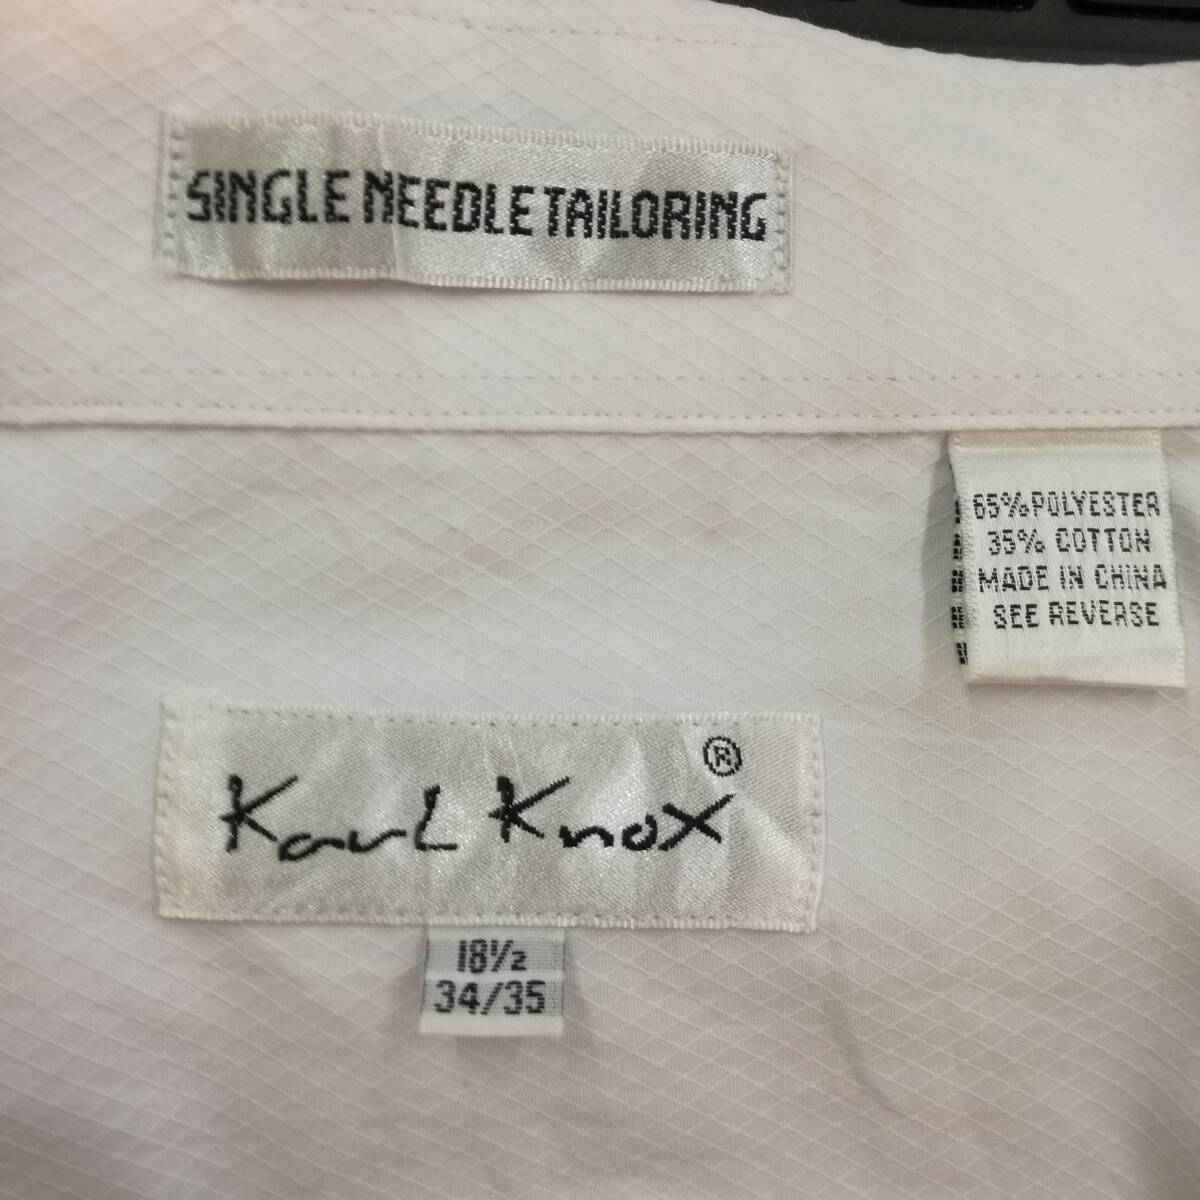 SINGLE NEEDLE TAILORING
65% POLYESTER
35% COTTON
MADE IN CHINA
SEE REVERSE
Karl Knox ®
18½
34/35